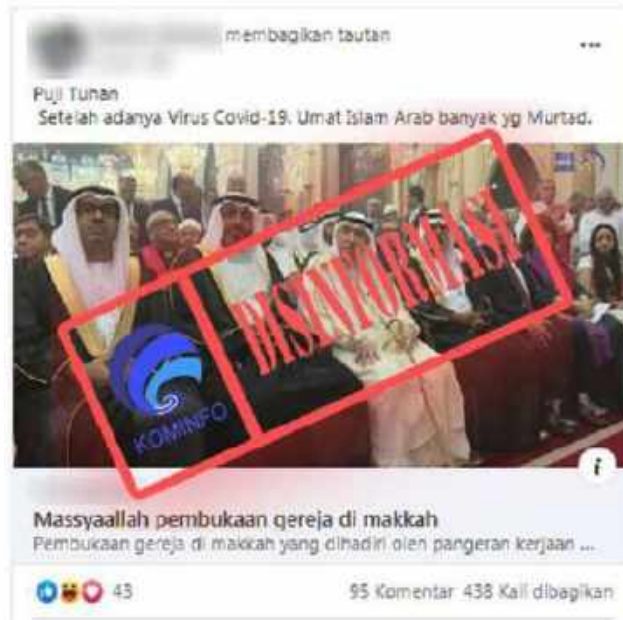 membagikan tautan
Puji Tuhan
Setelah adanya Virus Covid-19. Umat Islam Arab banyak yg Murtad.
DISINFORMASI
KOMINFO
Massyaallah pembukaan gereja di makkah
Pembukaan gereja di makkah yang dihadiri oleh pangeran kerjaan ...
43
95 Komentar 438 Kali dibagikan